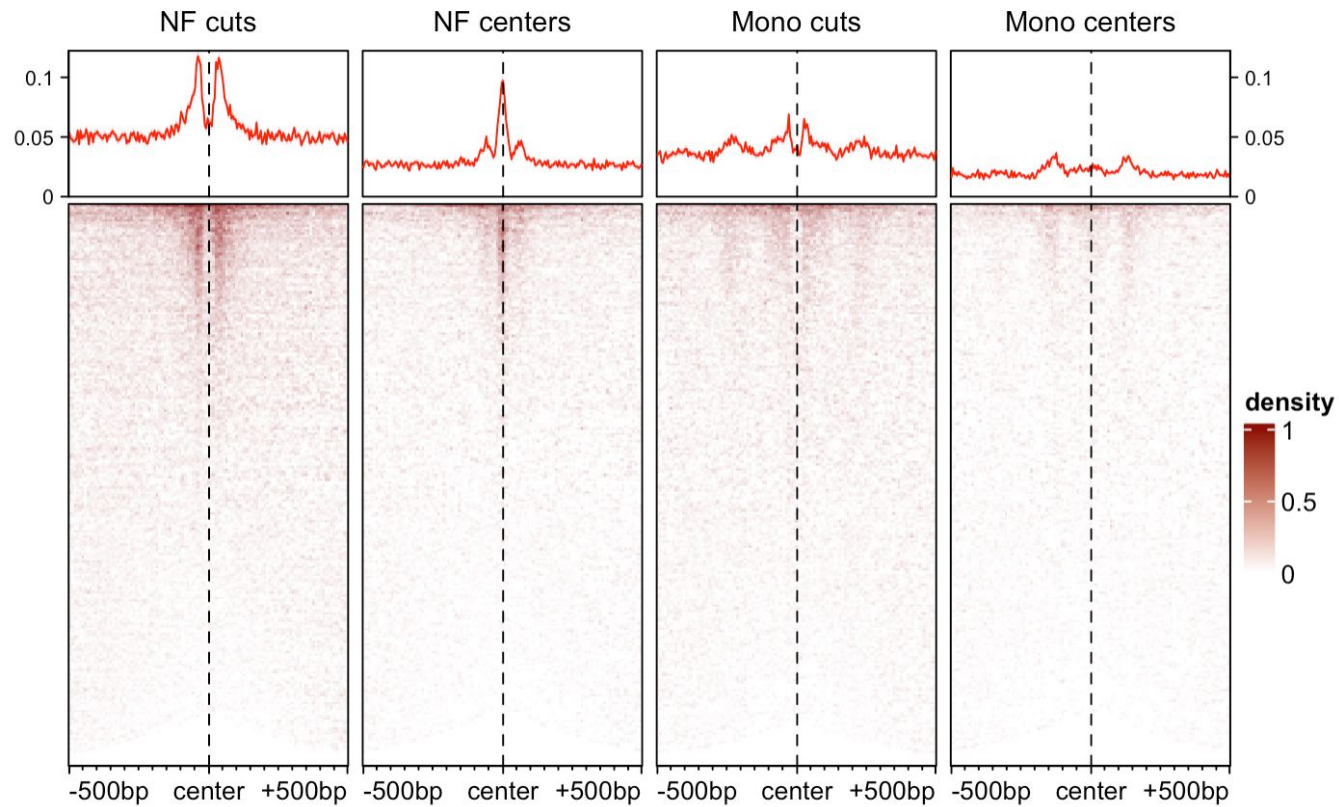 NF cuts NF centers Mono cuts Mono centers
0.1 0.1
0.05 0.05
0 0
density
1
0.5
0
-500bp center +500bp -500bp center +500bp -500bp center +500bp -500bp center +500bp